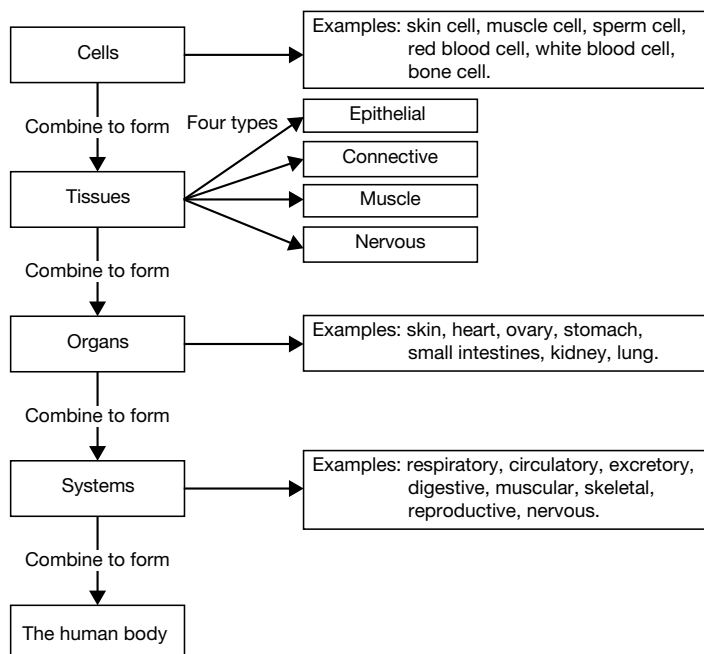 Cells
Examples: skin cell, muscle cell, sperm cell,
red blood cell, white blood cell,
bone cell.
Combine to form
Four types
Epithelial
Connective
Tissues
Muscle
Nervous
Combine to form
Organs
Examples: skin, heart, ovary, stomach,
small intestines, kidney, lung.
Combine to form
Systems
Examples: respiratory, circulatory, excretory,
digestive, muscular, skeletal,
reproductive, nervous.
Combine to form
The human body